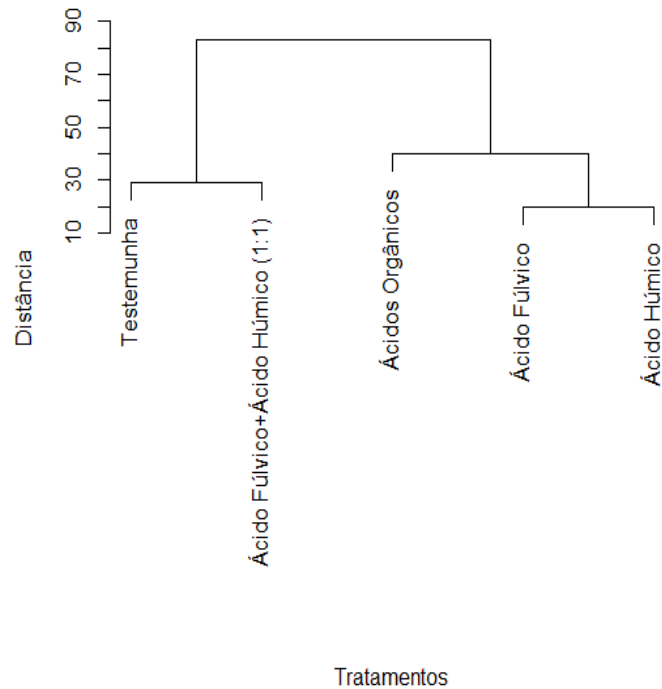 90
70
50
30
10
Distância
Testemunha
Ácido Fúlvico+Ácido Húmico (1:1)
Ácidos Orgânicos
Ácido Fúlvico
Ácido Húmico
Tratamentos